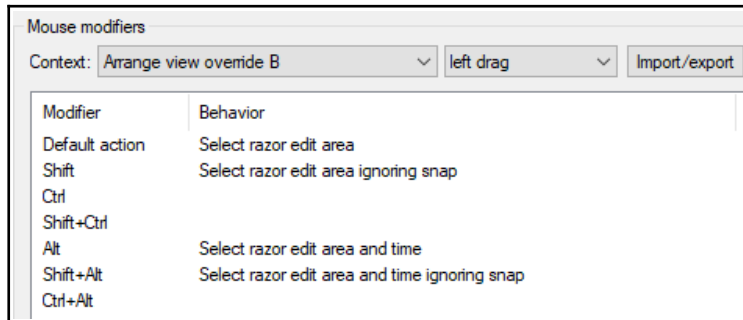 Mouse modifiers
Context: Arrange view override B left drag Import/export
Modifier Behavior
Default action Select razor edit area
Shift Select razor edit area ignoring snap
Ctrl
Shift+Ctrl
Alt Select razor edit area and time
Shift+Alt Select razor edit area and time ignoring snap
Ctrl+Alt